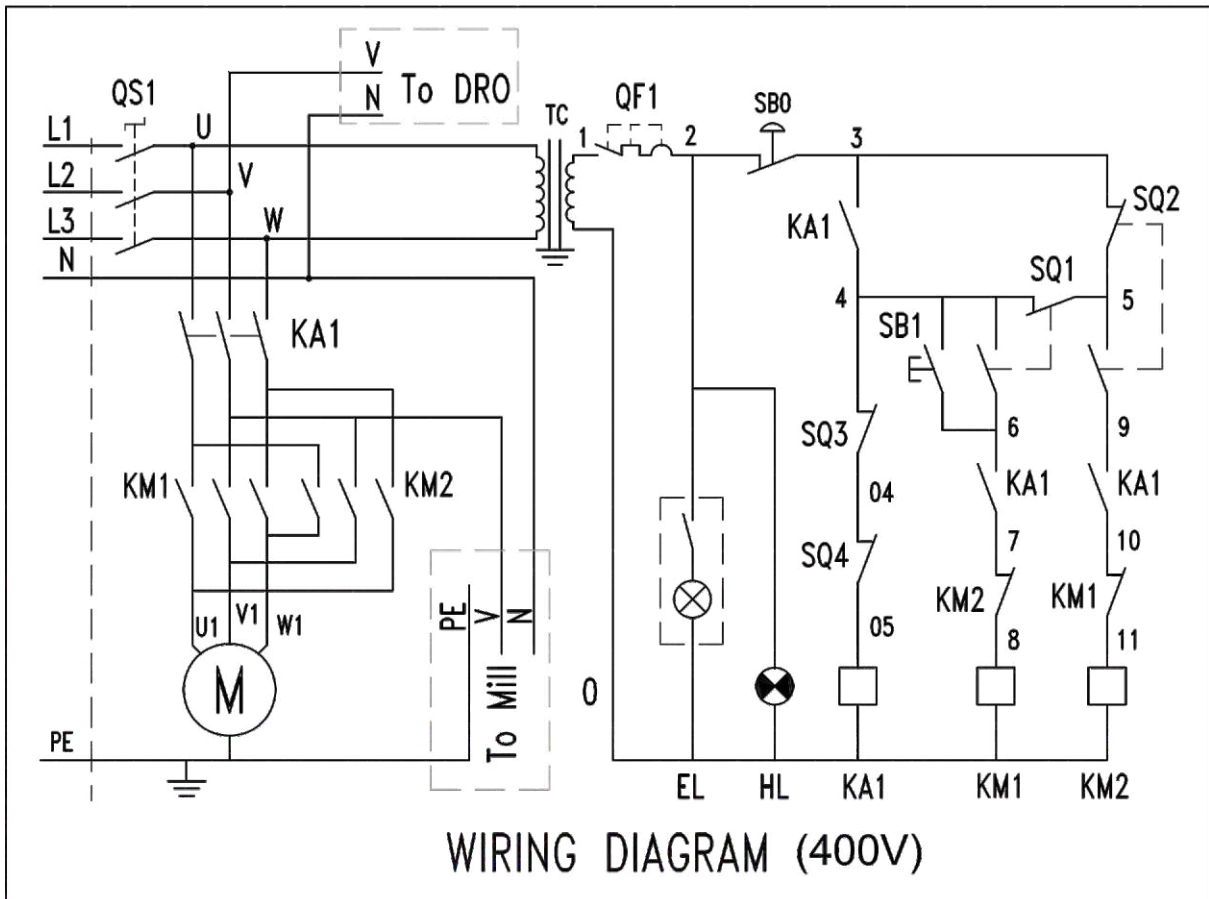 V
To DRO
N
QS1
L1
U
TC
1
QF1
2
SB0
3
L2
V
L3
W
N
KA1
SQ2
SQ1
4
5
KA1
SB1
6
9
SQ3
KM1
KM2
04
KA1
KA1
7
10
SQ4
KM2
KM1
05
8
11
PE
V
N
To Mill
U1
V1
W1
M
0
PE
EL
HL
KA1
KM1
KM2
WIRING DIAGRAM (400V)